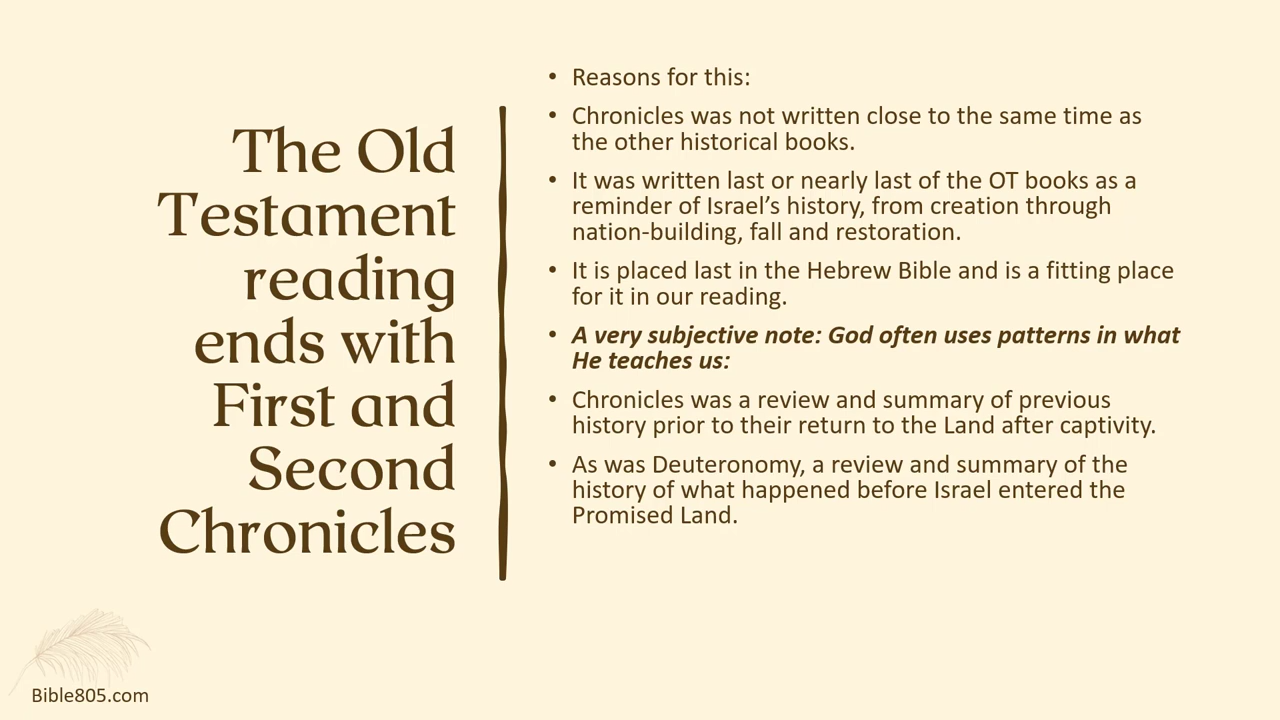 The Old
Testament
reading
ends with
First and
Second
Chronicles
• Reasons for this:
• Chronicles was not written close to the same time as
the other historical books.
• It was written last or nearly last of the OT books as a
reminder of Israel’s history, from creation through
nation-building, fall and restoration.
• It is placed last in the Hebrew Bible and is a fitting place
for it in our reading.
• A very subjective note: God often uses patterns in what
He teaches us:
• Chronicles was a review and summary of previous
history prior to their return to the Land after captivity.
• As was Deuteronomy, a review and summary of the
history of what happened before Israel entered the
Promised Land.
Bible805.com